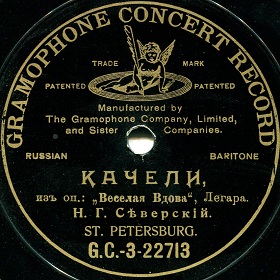 GRAMOPHONE CONCERT RECORD
TRADE MARK
PATENTED PATENTED
Manufactured by
The Gramophone Company, Limited,
and Sister Companies.
RUSSIAN BARITONE
КАЧЕЛИ,
изъ оп.: „Веселая Вдова“, Легара.
Н. Г. Сѣверскій.
ST. PETERSBURG.
G.C.-3-22713